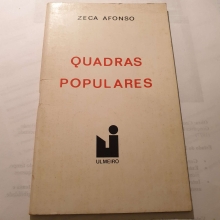 ZECA AFONSO
QUADRAS
POPULARES
ULMEIRO